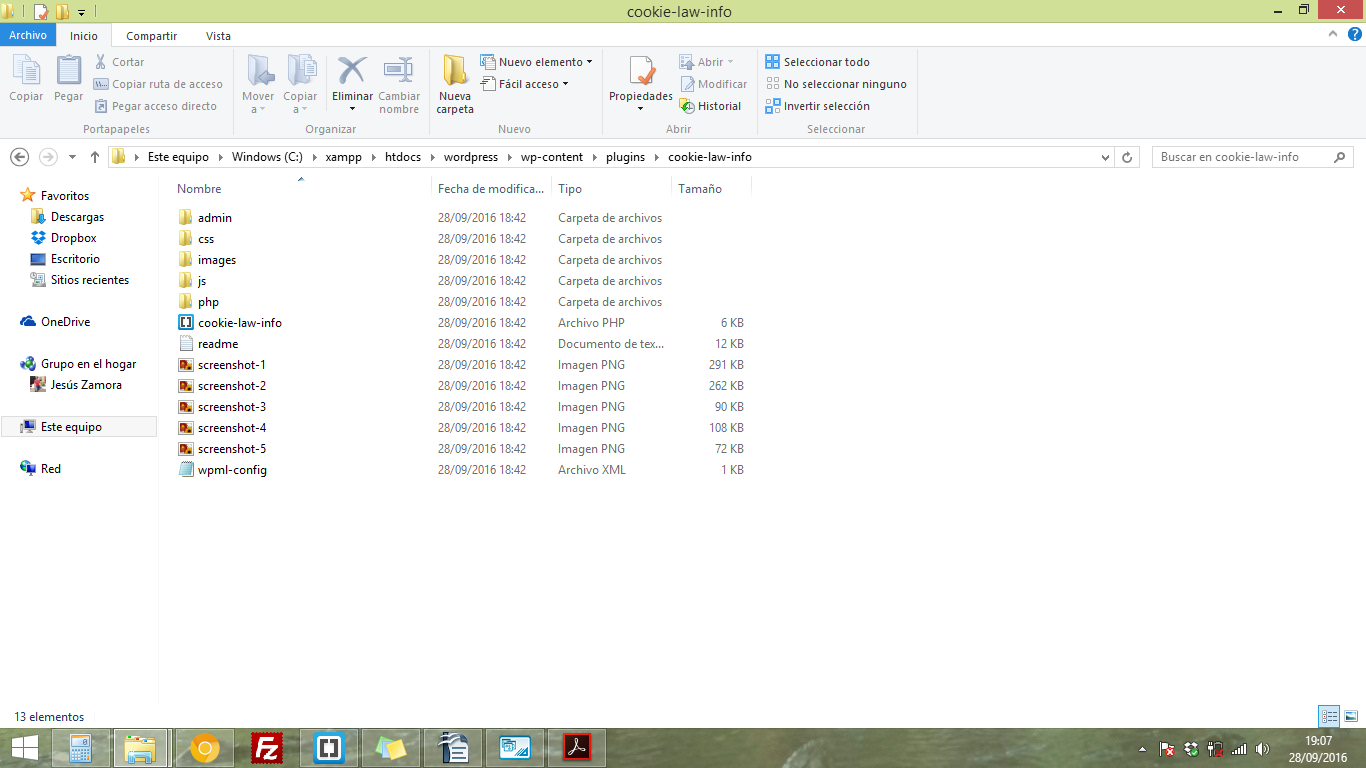 cookie-law-info
Archivo Inicio Compartir Vista
Copiar Pegar Cortar Copiar ruta de acceso Pegar acceso directo
Portapapeles
Mover a Copiar a Eliminar Cambiar nombre
Organizar
Nueva carpeta Nuevo elemento Fácil acceso
Nuevo
Propiedades Abrir Modificar Historial
Abrir
Seleccionar todo
No seleccionar ninguno
Invertir selección
Seleccionar
Este equipo Windows (C:) xampp htdocs wordpress wp-content plugins cookie-law-info
Buscar en cookie-law-info
Favoritos
Descargas
Dropbox
Escritorio
Sitios recientes
OneDrive
Grupo en el hogar
Jesús Zamora
Este equipo
Red
Nombre Fecha de modifica... Tipo Tamaño
admin 28/09/2016 18:42 Carpeta de archivos
css 28/09/2016 18:42 Carpeta de archivos
images 28/09/2016 18:42 Carpeta de archivos
js 28/09/2016 18:42 Carpeta de archivos
php 28/09/2016 18:42 Carpeta de archivos
cookie-law-info 28/09/2016 18:42 Archivo PHP 6 KB
readme 28/09/2016 18:42 Documento de tex... 12 KB
screenshot-1 28/09/2016 18:42 Imagen PNG 291 KB
screenshot-2 28/09/2016 18:42 Imagen PNG 262 KB
screenshot-3 28/09/2016 18:42 Imagen PNG 90 KB
screenshot-4 28/09/2016 18:42 Imagen PNG 108 KB
screenshot-5 28/09/2016 18:42 Imagen PNG 72 KB
wpml-config 28/09/2016 18:42 Archivo XML 1 KB
13 elementos
Fz
19:07
28/09/2016